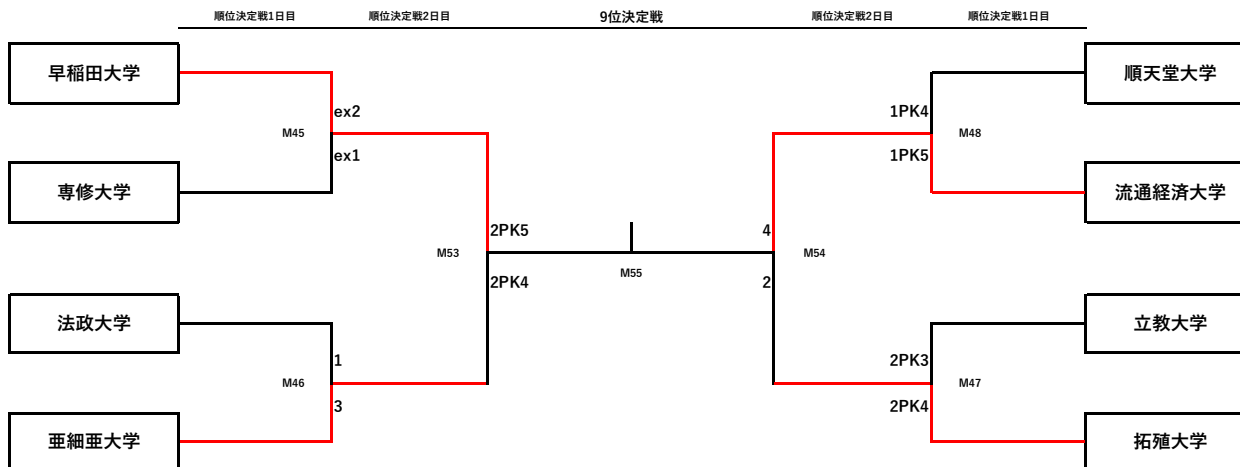 順位決定戦1日目 順位決定戦2日目 9位決定戦 順位決定戦2日目 順位決定戦1日目
早稲田大学 順天堂大学
ex2 1PK4
M45 M48
ex1 1PK5
専修大学 流通経済大学
2PK5 4
M53 M54
M55
2PK4 2
法政大学 立教大学
1 2PK3
M46 M47
3 2PK4
亜細亜大学 拓殖大学